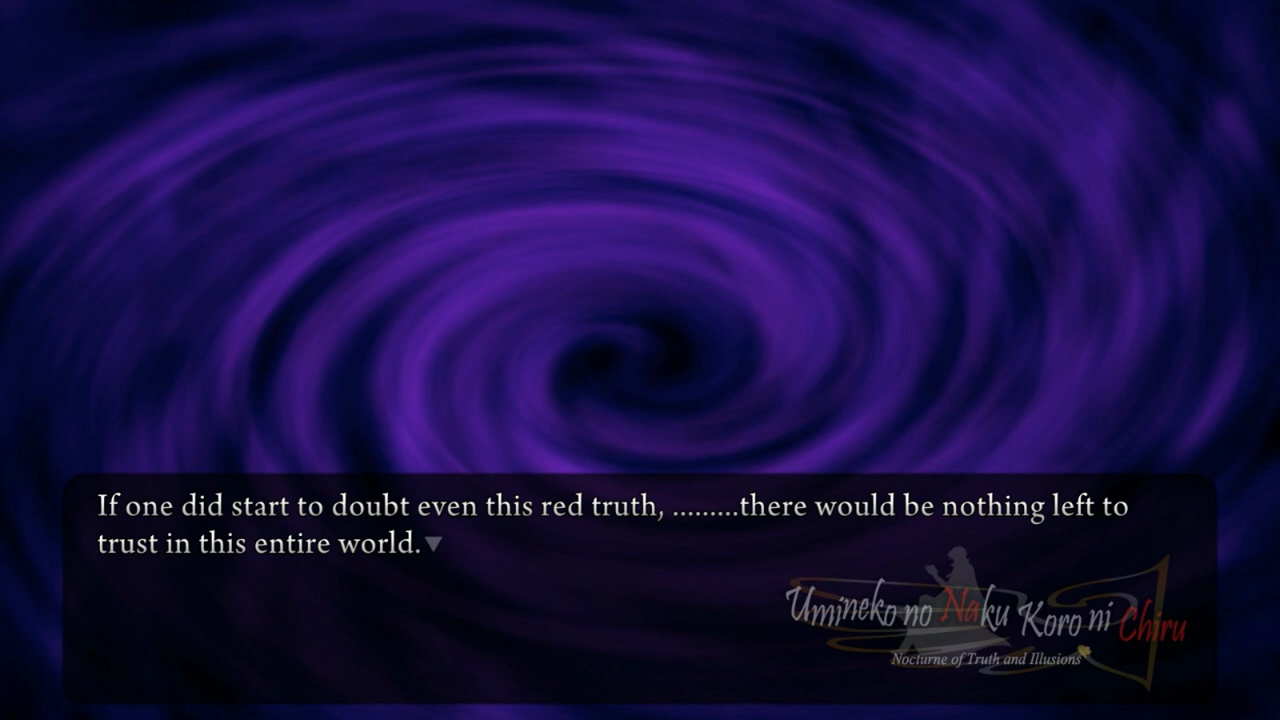 If one did start to doubt even this red truth, .........there would be nothing left to
trust in this entire world.
Umineko no Naku Koro ni Chiru
Nocturne of Truth and Illusions